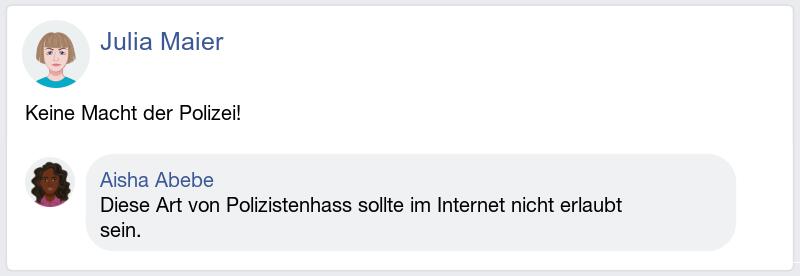 Julia Maier
Keine Macht der Polizei!
Aisha Abebe
Diese Art von Polizistenhass sollte im Internet nicht erlaubt
sein.